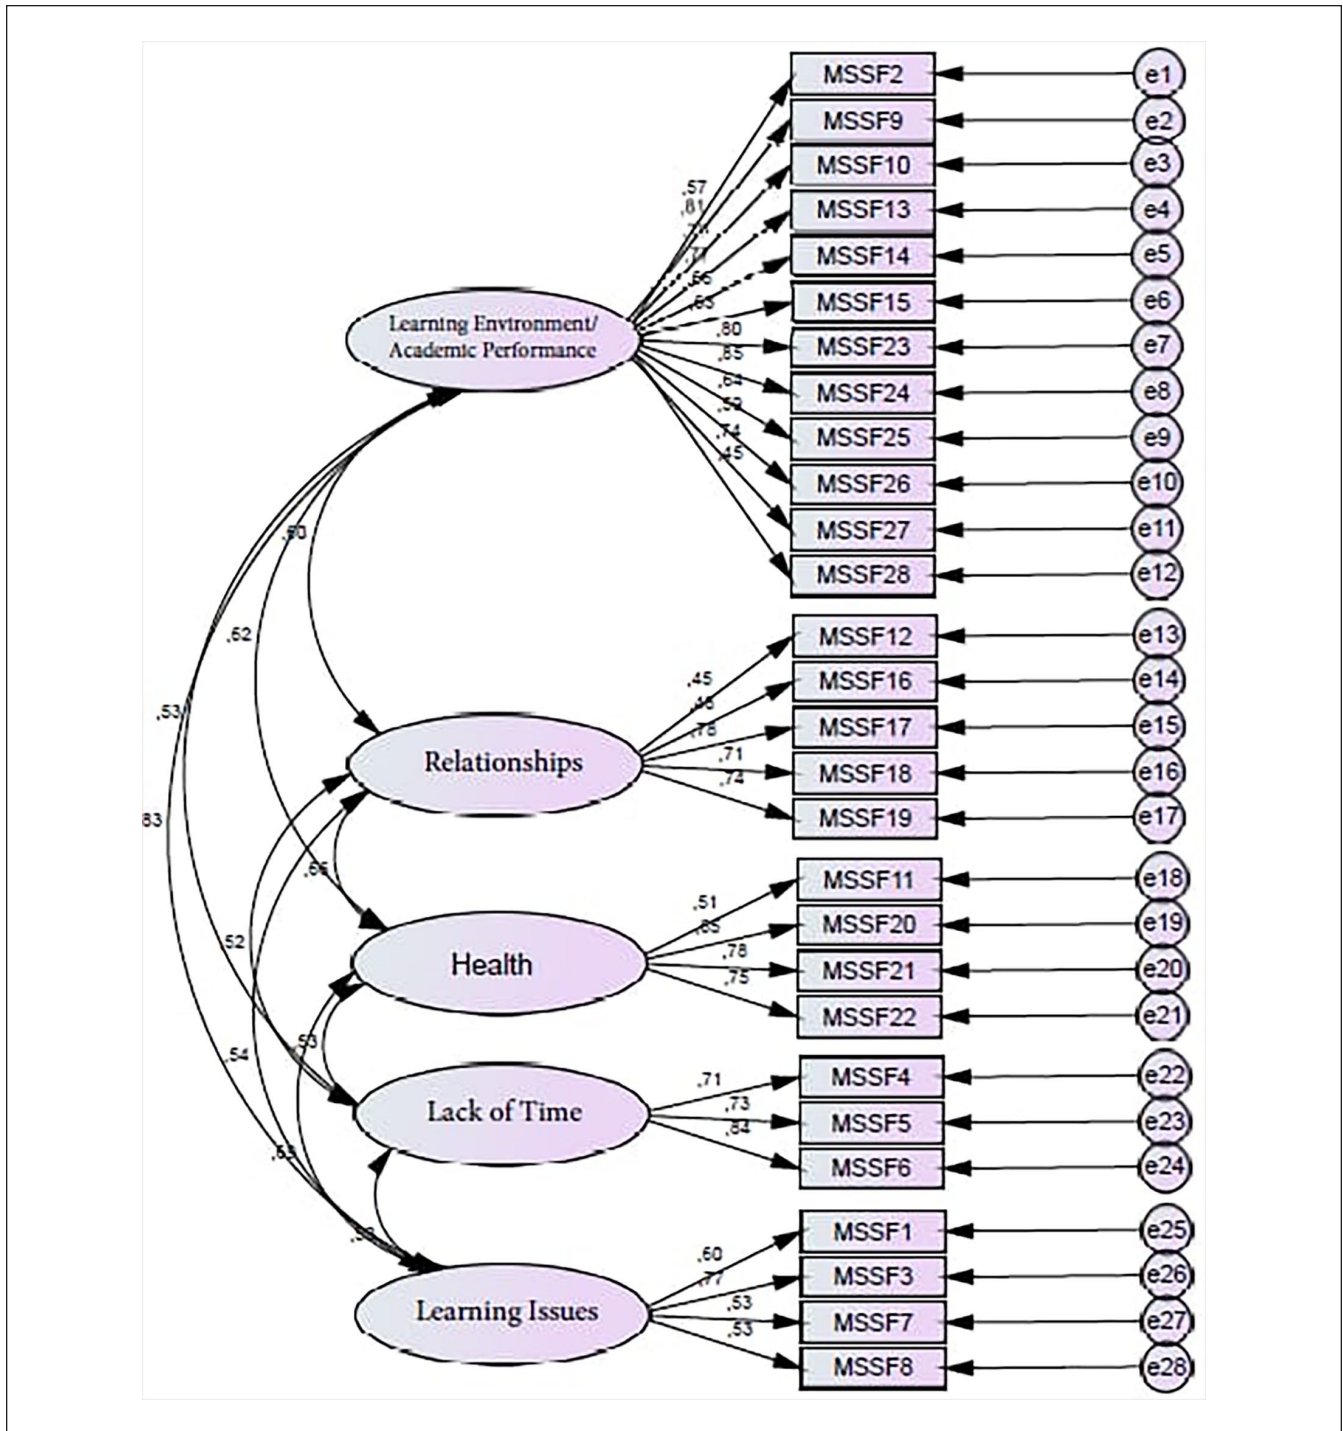 MSSF2
e1
MSSF9
e2
MSSF10
e3
MSSF13
e4
MSSF14
e5
MSSF15
e6
MSSF23
e7
MSSF24
e8
MSSF25
e9
MSSF26
e10
MSSF27
e11
MSSF28
e12
,57
,81
,77
,66
,80
,85
,64
,74
,45
Learning Environment/
Academic Performance
,62
,53
83
,52
,54
,53
MSSF12
e13
MSSF16
e14
MSSF17
e15
MSSF18
e16
MSSF19
e17
,45
,78
,71
,74
Relationships
MSSF11
e18
MSSF20
e19
MSSF21
e20
MSSF22
e21
,51
,78
,75
Health
MSSF4
e22
MSSF5
e23
MSSF6
e24
,71
,73
,84
Lack of Time
MSSF1
e25
MSSF3
e26
MSSF7
e27
MSSF8
e28
,60
,77
,53
,53
Learning Issues